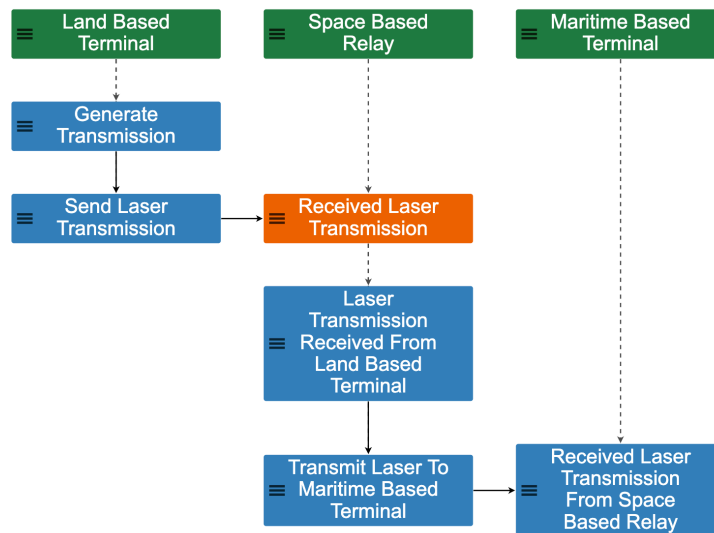 Land Based
Terminal
Space Based
Relay
Maritime Based
Terminal
Generate
Transmission
Send Laser
Transmission
Received Laser
Transmission
Laser
Transmission
Received From
Land Based
Terminal
Transmit Laser To
Maritime Based
Terminal
Received Laser
Transmission
From Space
Based Relay